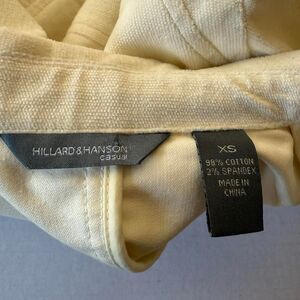 HILLARD & HANSON
casual
XS
98% COTTON
2% SPANDEX
MADE IN
CHINA